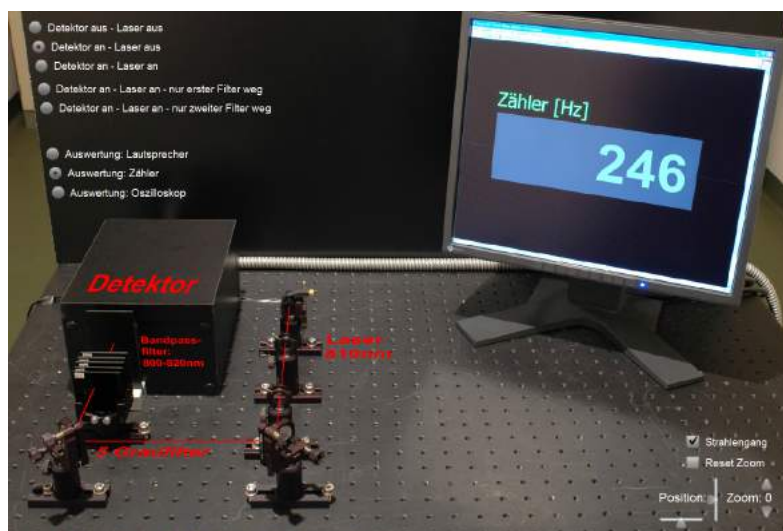 Detektor aus - Laser aus
Detektor an - Laser aus
Detektor an - Laser an
Detektor an - Laser an - nur erster Filter weg
Detektor an - Laser an - nur zweiter Filter weg
Auswertung: Lautsprecher
Auswertung: Zähler
Auswertung: Oszilloskop
Zähler [Hz]
246
Detektor
Bandpass-
filter:
800-820nm
Laser
810nm
5 Graufilter
Strahlengang
Reset Zoom
Position:
Zoom: 0